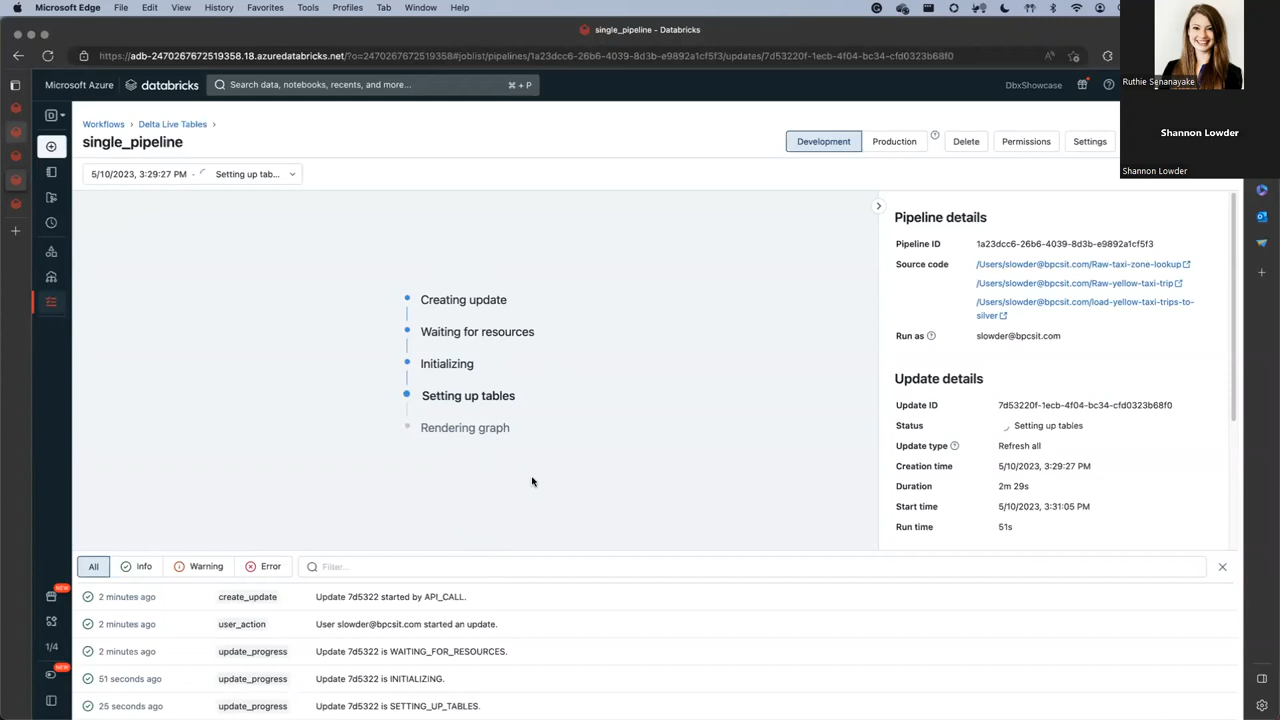 Microsoft Edge File Edit View History Favorites Tools Profiles Tab Window Help
single_pipeline - Databricks
https://adb-2470267672519358.18.azuredatabricks.net/?o=2470267672519358#joblist/pipelines/1a23dcc6-26b6-4039-8d3b-e9892a1cf5f3/updates/7d53220f-1ecb-4f04-bc34-cfd0323b68f0
Ruthie Senanayake
Microsoft Azure databricks Search data, notebooks, recents, and more... ⌘ + P DbxShowcase
Shannon Lowder
Shannon Lowder
Workflows > Delta Live Tables >
single_pipeline
Development Production Delete Permissions Settings
5/10/2023, 3:29:27 PM - Setting up tab...
Creating update
Waiting for resources
Initializing
Setting up tables
Rendering graph
Pipeline details
Pipeline ID 1a23dcc6-26b6-4039-8d3b-e9892a1cf5f3
Source code /Users/slowder@bpcsit.com/Raw-taxi-zone-lookup
/Users/slowder@bpcsit.com/Raw-yellow-taxi-trip
/Users/slowder@bpcsit.com/load-yellow-taxi-trips-to-
silver
Run as slowder@bpcsit.com
Update details
Update ID 7d53220f-1ecb-4f04-bc34-cfd0323b68f0
Status Setting up tables
Update type Refresh all
Creation time 5/10/2023, 3:29:27 PM
Duration 2m 29s
Start time 5/10/2023, 3:31:05 PM
Run time 51s
All Info Warning Error Filter...
NEW
2 minutes ago create_update Update 7d5322 started by API_CALL.
2 minutes ago user_action User slowder@bpcsit.com started an update.
1/4
2 minutes ago update_progress Update 7d5322 is WAITING_FOR_RESOURCES.
NEW
51 seconds ago update_progress Update 7d5322 is INITIALIZING.
25 seconds ago update_progress Update 7d5322 is SETTING_UP_TABLES.